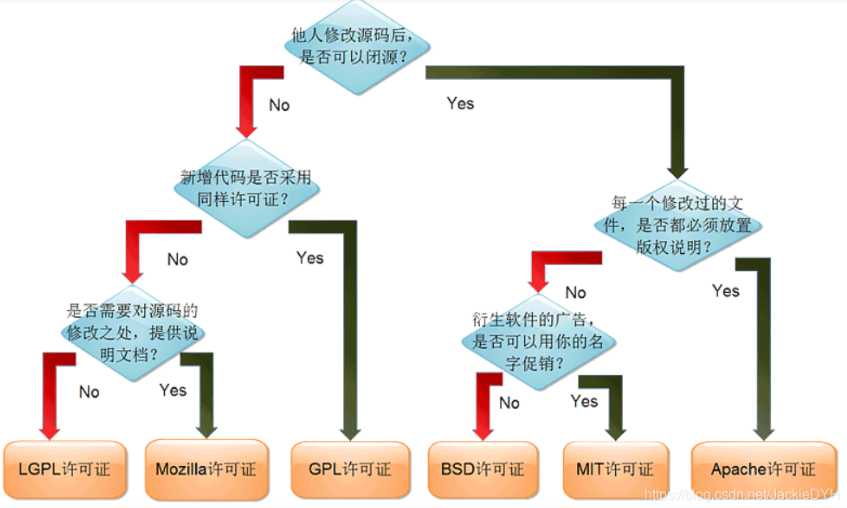 他人修改源码后，
是否可以闭源？
No
Yes
新增代码是否采用
同样许可证？
每一个修改过的文
件，是否都必须放置
版权说明？
No
Yes
No
Yes
是否需要对源码的
修改之处，提供说
明文档？
衍生软件的广告，
是否可以用你的名
字促销？
No
Yes
No
Yes
LGPL许可证
Mozilla许可证
GPL许可证
BSD许可证
MIT许可证
Apache许可证
https://blog.csdn.net/JackieDYH